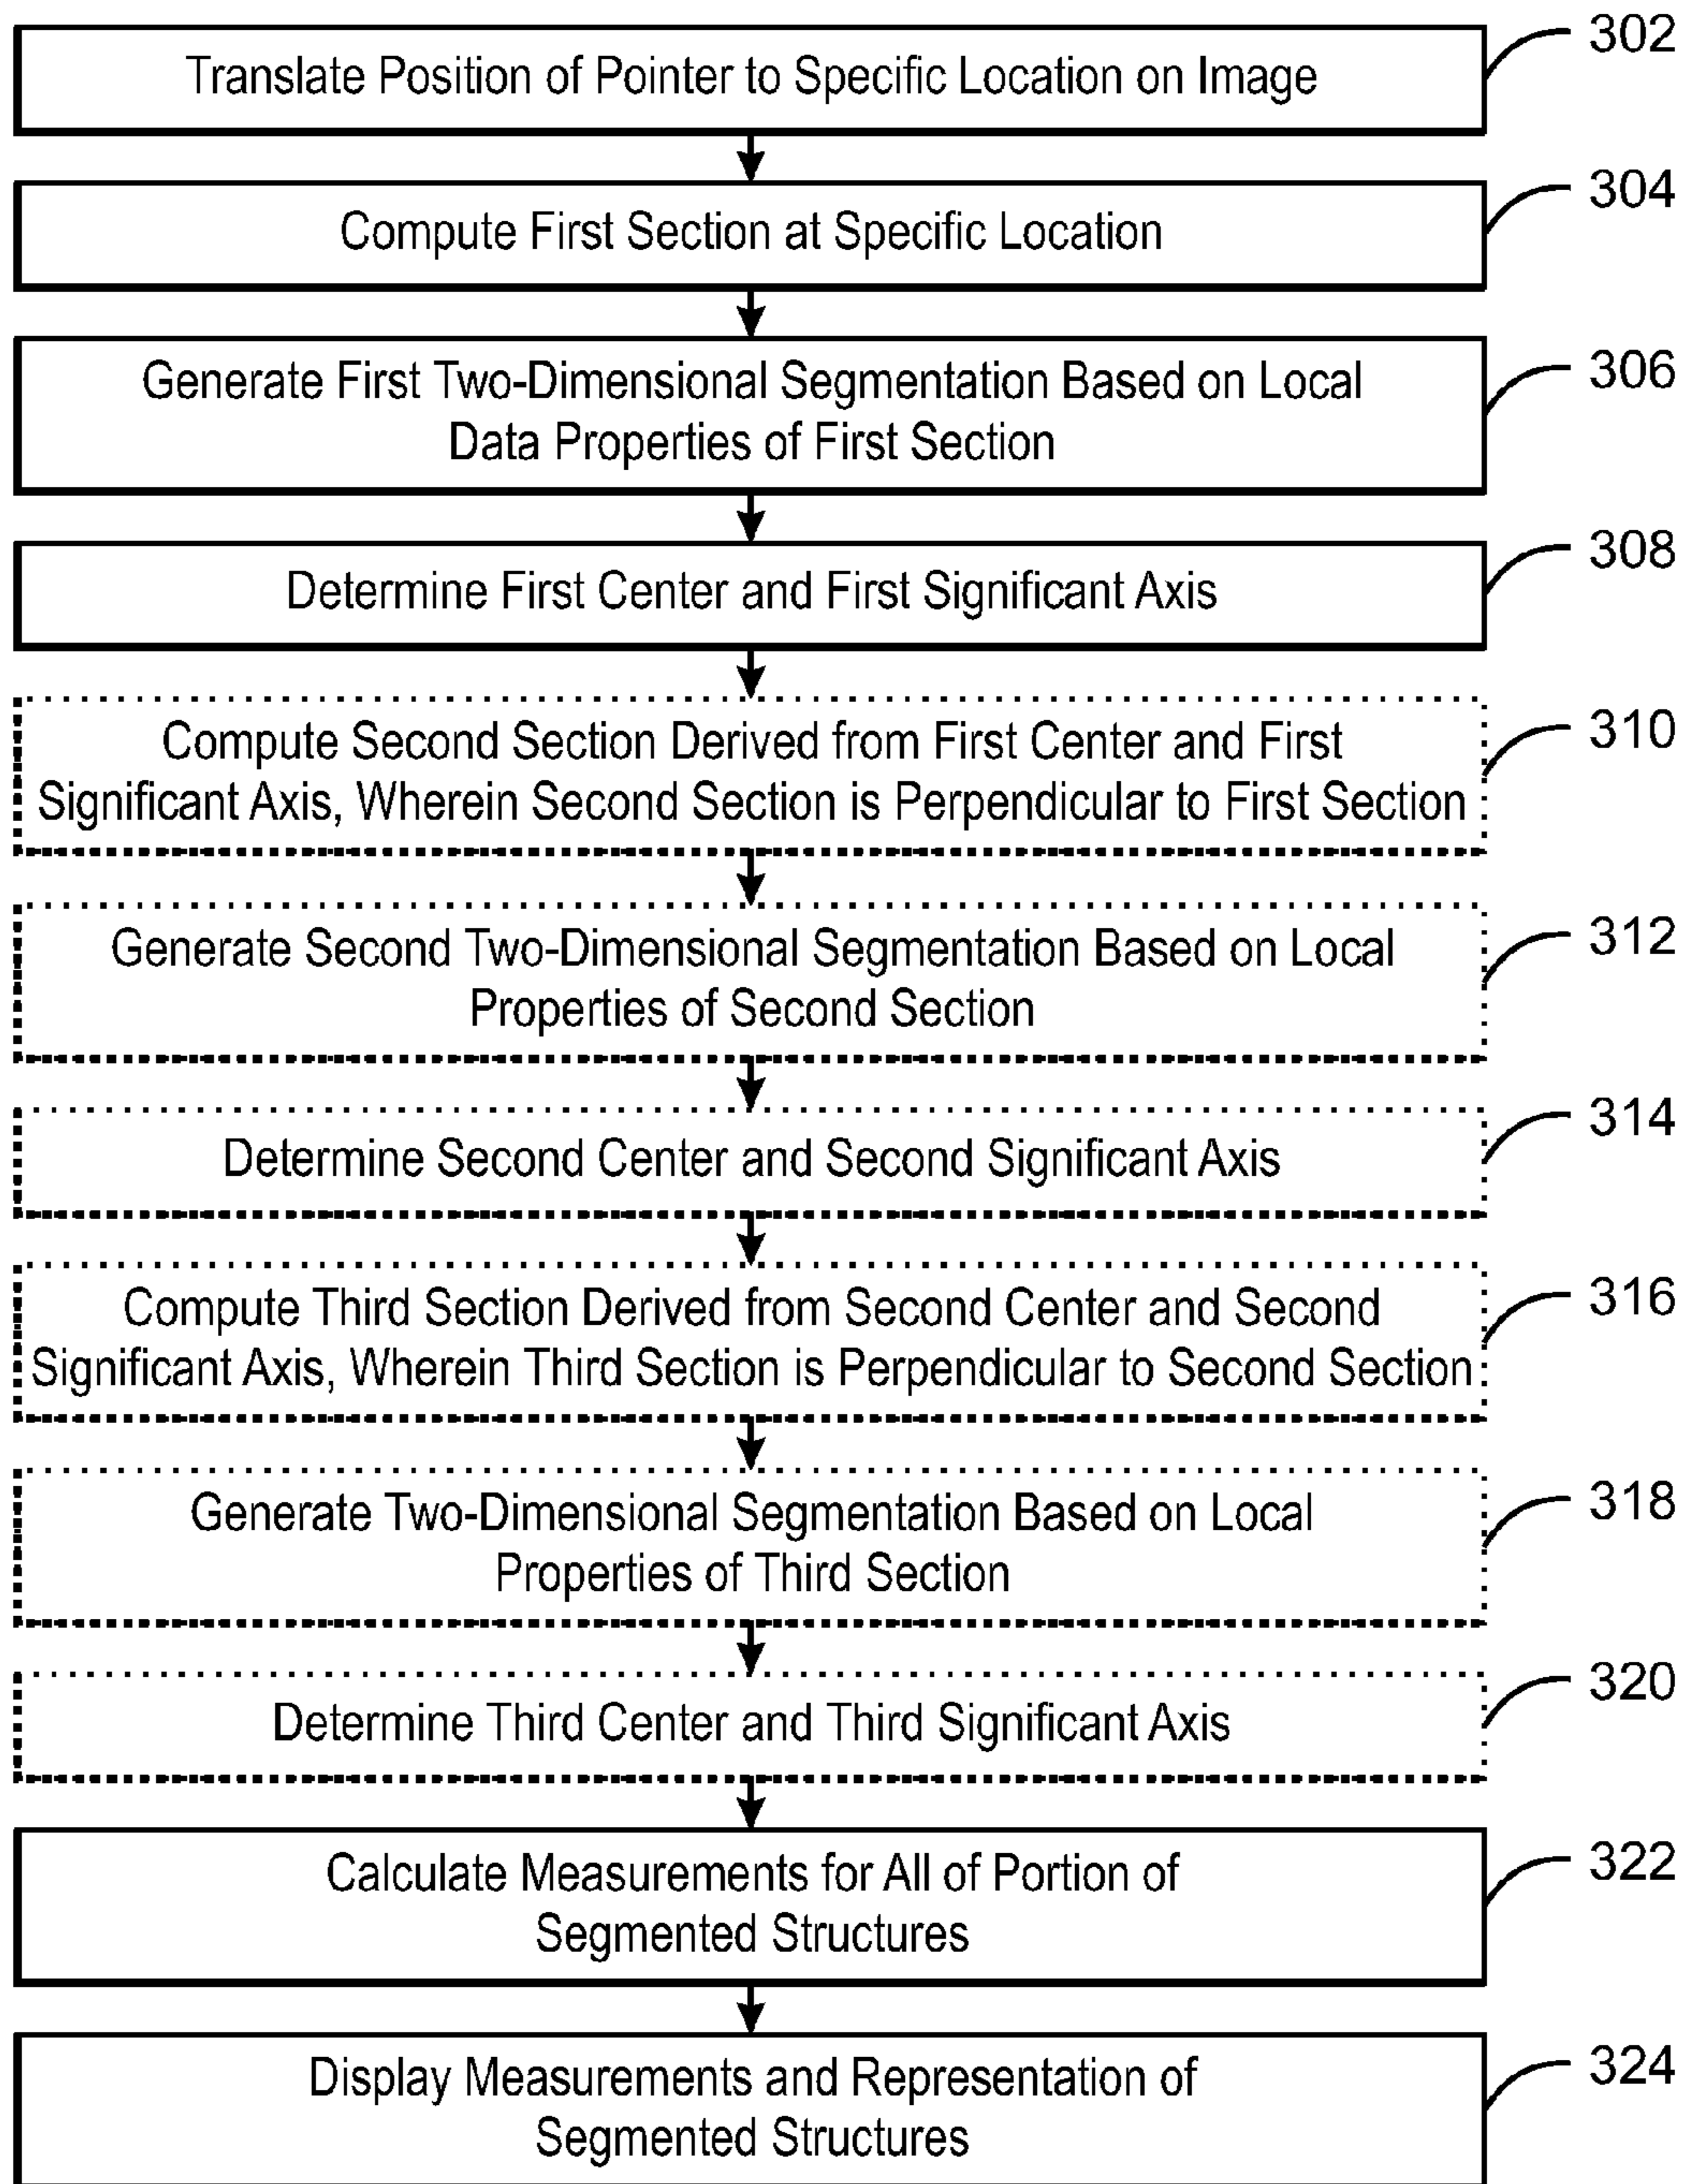 302
Translate Position of Pointer to Specific Location on Image
304
Compute First Section at Specific Location
306
Generate First Two-Dimensional Segmentation Based on Local
Data Properties of First Section
308
Determine First Center and First Significant Axis
310
Compute Second Section Derived from First Center and First
Significant Axis, Wherein Second Section is Perpendicular to First Section
312
Generate Second Two-Dimensional Segmentation Based on Local
Properties of Second Section
314
Determine Second Center and Second Significant Axis
316
Compute Third Section Derived from Second Center and Second
Significant Axis, Wherein Third Section is Perpendicular to Second Section
318
Generate Two-Dimensional Segmentation Based on Local
Properties of Third Section
320
Determine Third Center and Third Significant Axis
322
Calculate Measurements for All of Portion of
Segmented Structures
324
Display Measurements and Representation of
Segmented Structures